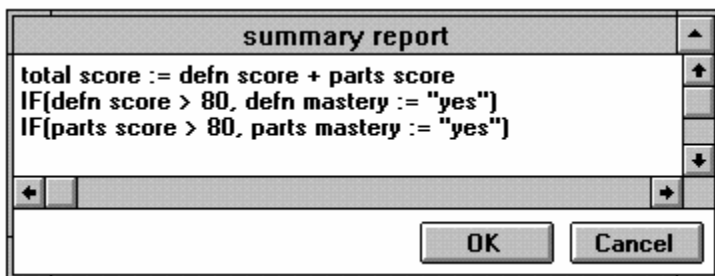 summary report
total score := defn score + parts score
IF(defn score > 80, defn mastery := "yes")
IF(parts score > 80, parts mastery := "yes")
OK Cancel